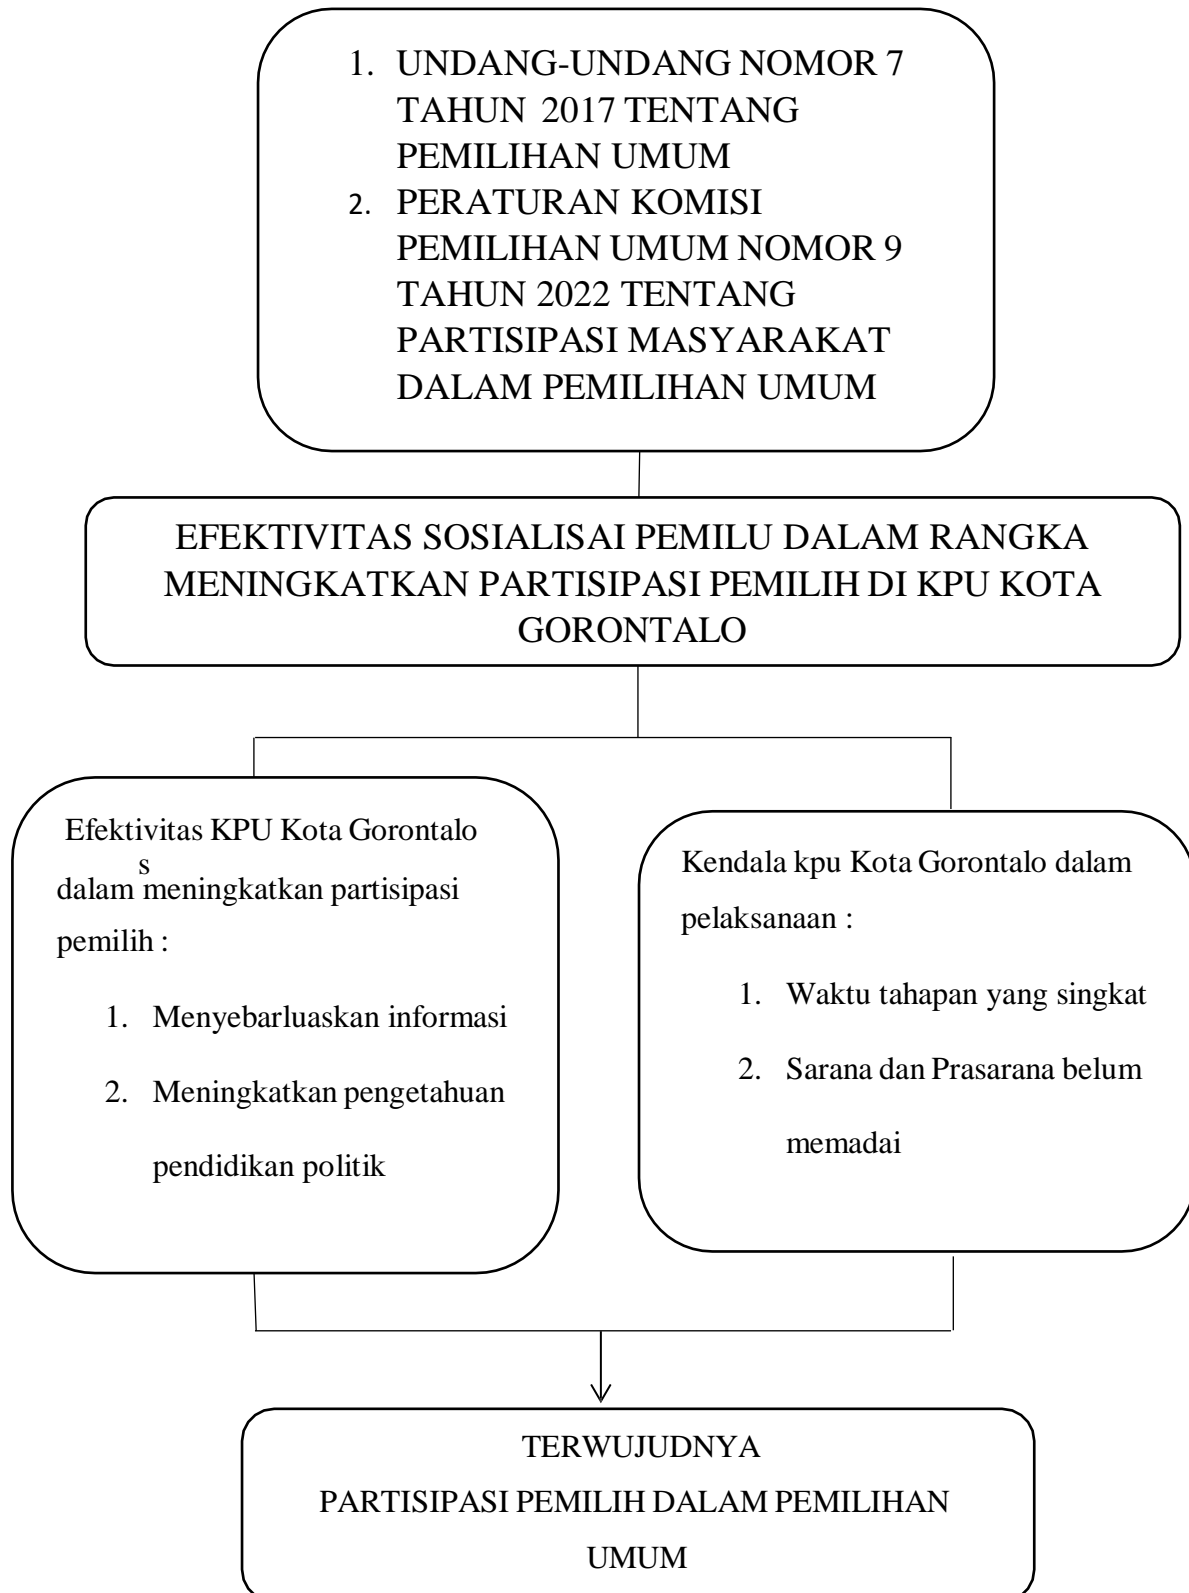 1. UNDANG-UNDANG NOMOR 7
TAHUN 2017 TENTANG
PEMILIHAN UMUM
2. PERATURAN KOMISI
PEMILIHAN UMUM NOMOR 9
TAHUN 2022 TENTANG
PARTISIPASI MASYARAKAT
DALAM PEMILIHAN UMUM
EFEKTIVITAS SOSIALISAI PEMILU DALAM RANGKA
MENINGKATKAN PARTISIPASI PEMILIH DI KPU KOTA
GORONTALO
Efektivitas KPU Kota Gorontalo
s
dalam meningkatkan partisipasi
pemilih :
1. Menyebarluaskan informasi
2. Meningkatkan pengetahuan
pendidikan politik
Kendala kpu Kota Gorontalo dalam
pelaksanaan :
1. Waktu tahapan yang singkat
2. Sarana dan Prasarana belum
memadai
TERWUJUDNYA
PARTISIPASI PEMILIH DALAM PEMILIHAN
UMUM